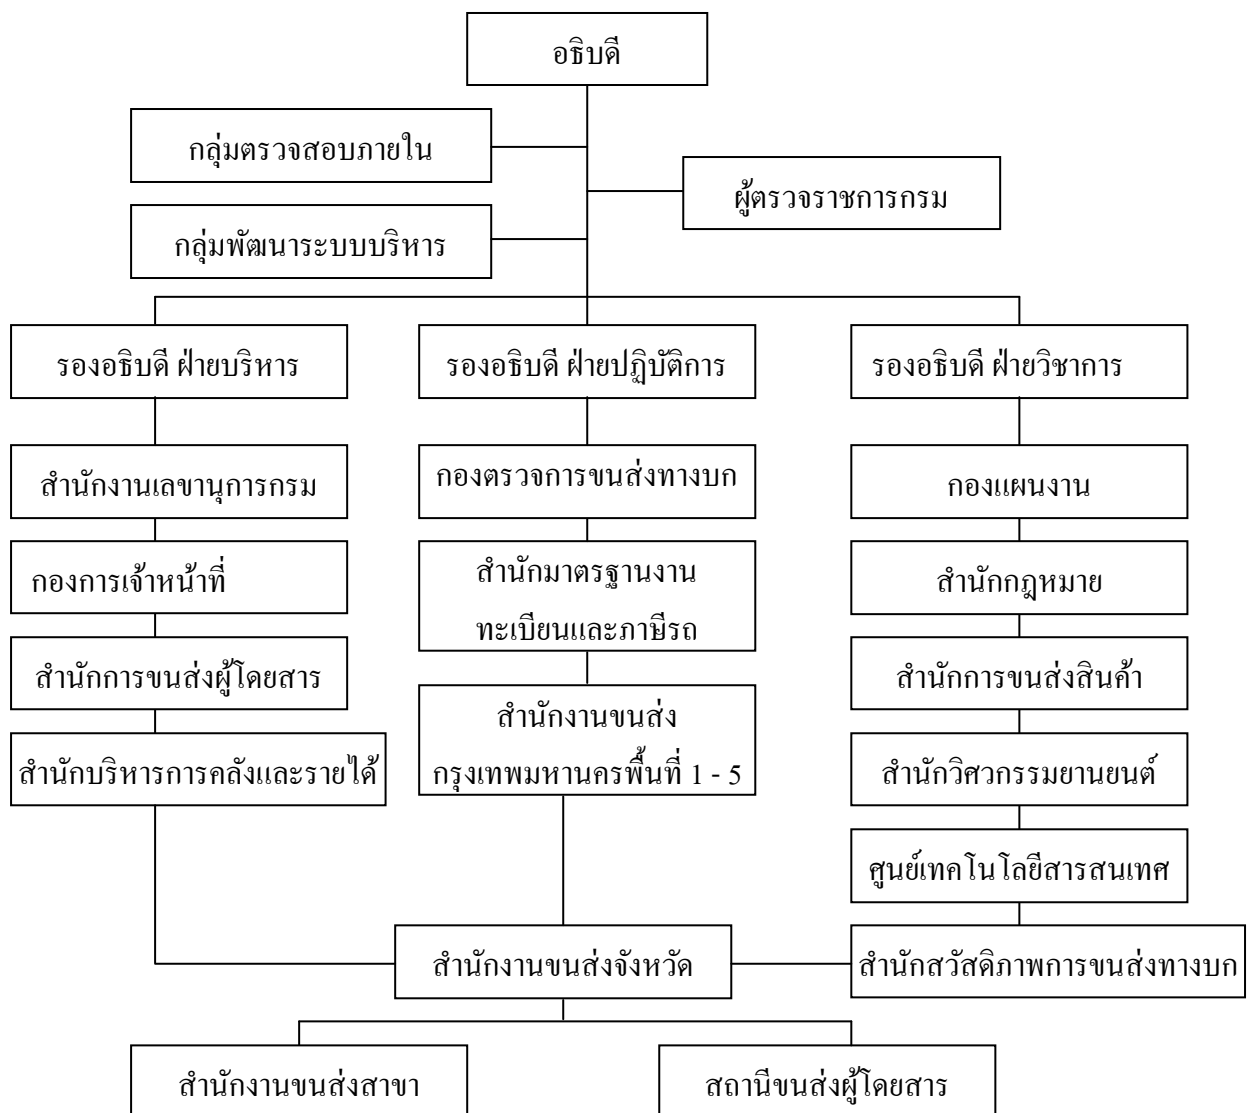 อธิบดี
กลุ่มตรวจสอบภายใน
ผู้ตรวจราชการกรม
กลุ่มพัฒนาระบบบริหาร
รองอธิบดี ฝ่ายบริหาร
รองอธิบดี ฝ่ายปฏิบัติการ
รองอธิบดี ฝ่ายวิชาการ
สำนักงานเลขานุการกรม
กองตรวจการขนส่งทางบก
กองแผนงาน
กองการเจ้าหน้าที่
สำนักมาตรฐานงาน
ทะเบียนและภาษีรถ
สำนักกฎหมาย
สำนักการขนส่งผู้โดยสาร
สำนักงานขนส่ง
กรุงเทพมหานครพื้นที่ 1 - 5
สำนักการขนส่งสินค้า
สำนักบริหารการคลังและรายได้
สำนักวิศวกรรมยานยนต์
ศูนย์เทคโนโลยีสารสนเทศ
สำนักงานขนส่งจังหวัด
สำนักสวัสดิภาพการขนส่งทางบก
สำนักงานขนส่งสาขา
สถานีขนส่งผู้โดยสาร